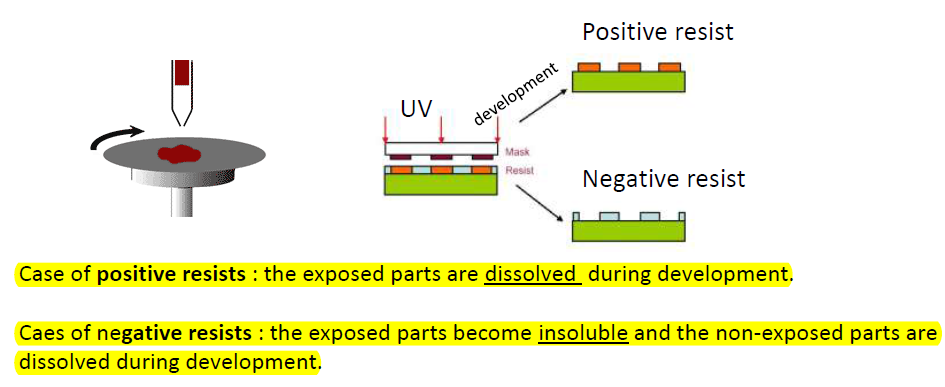 Positive resist
development
UV
Mask
Resist
Negative resist
Case of positive resists : the exposed parts are dissolved during development.
Caes of negative resists : the exposed parts become insoluble and the non-exposed parts are
dissolved during development.